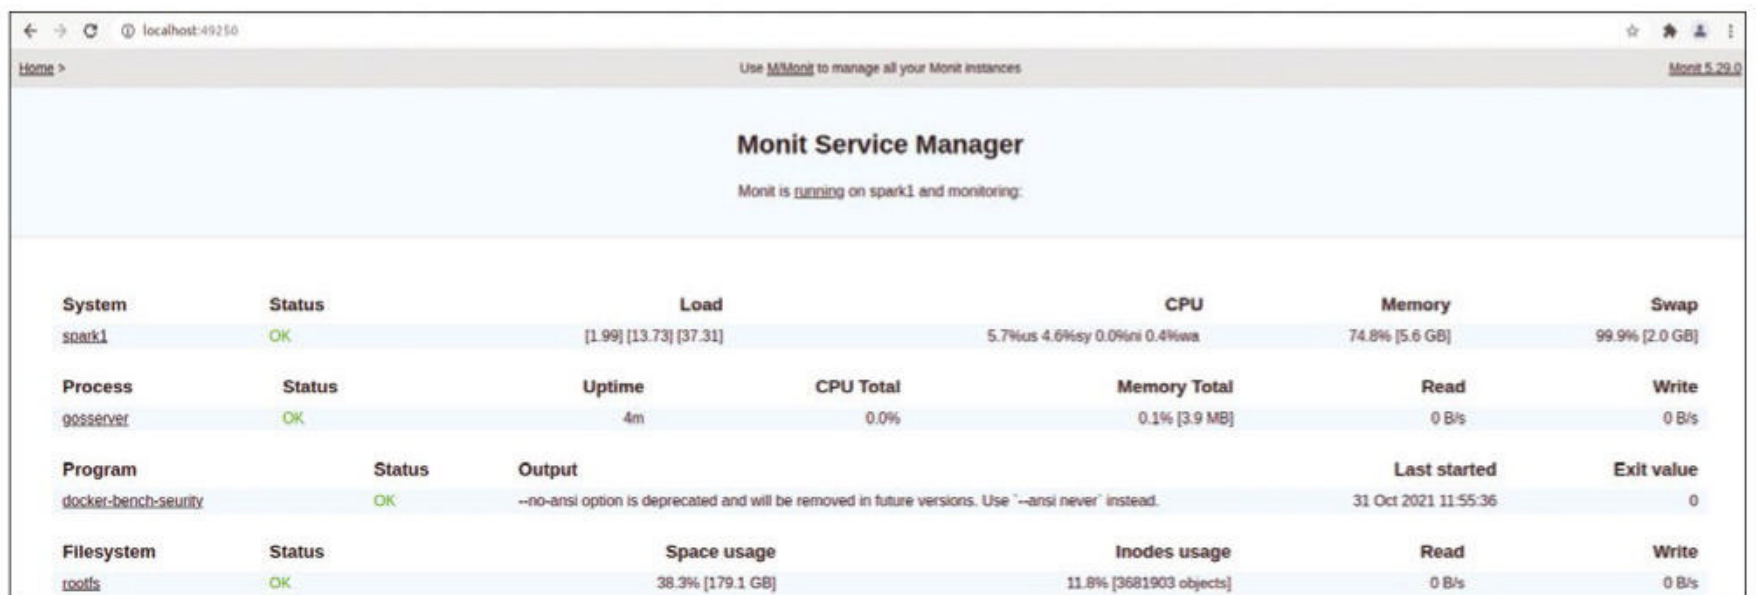 localhost:49250
Home > Use M/Monit to manage all your Monit instances Monit 5.29.0
Monit Service Manager
Monit is running on spark1 and monitoring:
System Status Load CPU Memory Swap
spark1 OK [1.99] [13.73] [37.31] 5.7%us 4.6%sy 0.0%ni 0.4%wa 74.8% [5.6 GB] 99.9% [2.0 GB]
Process Status Uptime CPU Total Memory Total Read Write
gosserver OK 4m 0.0% 0.1% [3.9 MB] 0 B/s 0 B/s
Program Status Output Last started Exit value
docker-bench-seurity OK --no-ansi option is deprecated and will be removed in future versions. Use `--ansi never` instead. 31 Oct 2021 11:55:36 0
Filesystem Status Space usage Inodes usage Read Write
rootfs OK 38.3% [179.1 GB] 11.8% [3681903 objects] 0 B/s 0 B/s